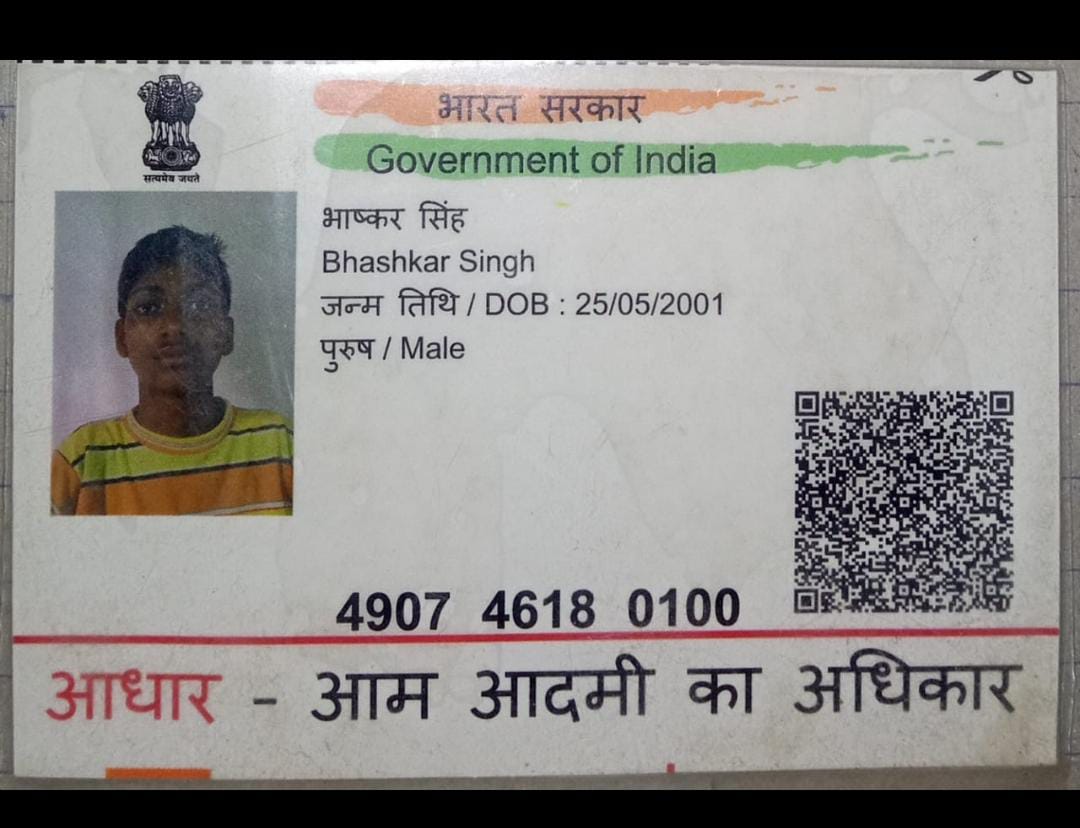 भारत सरकार
Government of India
सत्यमेव जयते
भाष्कर सिंह
Bhashkar Singh
जन्म तिथि / DOB : 25/05/2001
पुरुष / Male
4907 4618 0100
आधार - आम आदमी का अधिकार